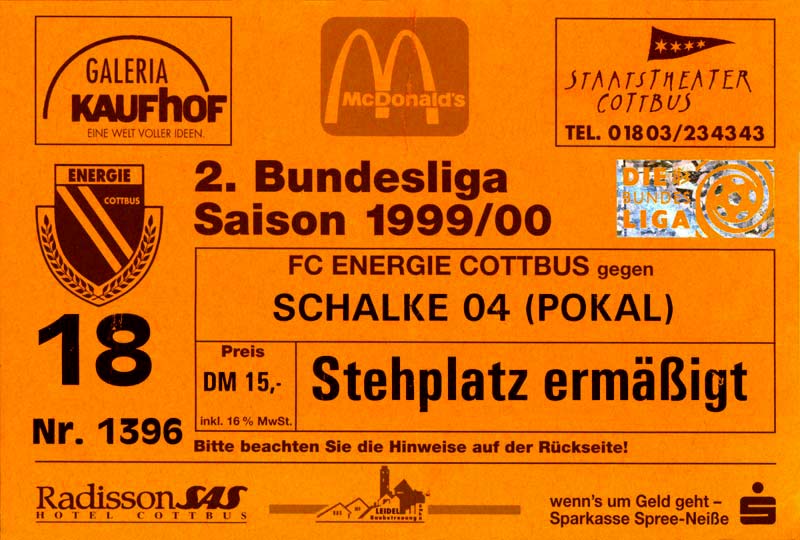 GALERIA
KAUFHOF
EINE WELT VOLLER IDEEN.
McDonald's
STAATSTHEATER
COTTBUS
TEL. 01803/234343
ENERGIE
COTTBUS
2. Bundesliga
Saison 1999/00
DIE
BUNDES
LIGA
FC ENERGIE COTTBUS gegen
SCHALKE 04 (POKAL)
18
Preis
DM 15,-
inkl. 16 % MwSt.
Stehplatz ermäßigt
Nr. 1396
Bitte beachten Sie die Hinweise auf der Rückseite!
Radisson SAS
HOTEL COTTBUS
LEIDEL
Baubetreuung
wenn's um Geld geht –
Sparkasse Spree-Neiße